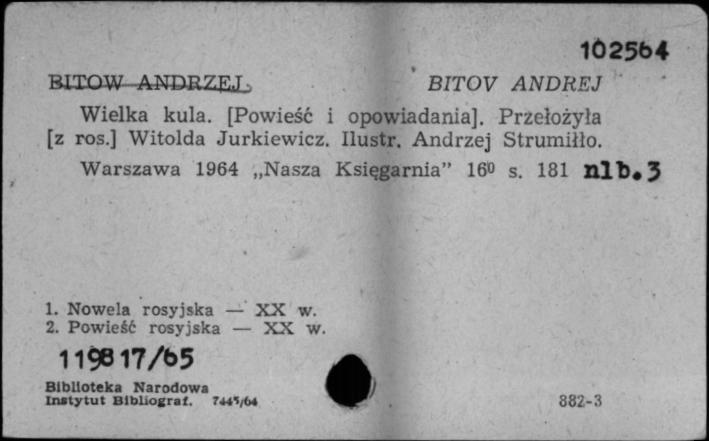 102564
BITOW ANDRZEJ BITOV ANDREJ
Wielka kula. [Powieść i opowiadania]. Przełożyła
[z ros.] Witolda Jurkiewicz. Ilustr. Andrzej Strumiłło.
Warszawa 1964 „Nasza Księgarnia” 16⁰ s. 181 nlb. 3
1. Nowela rosyjska — XX w.
2. Powieść rosyjska — XX w.
119817/65
Biblioteka Narodowa
Instytut Bibliograf. 7445/64 882-3